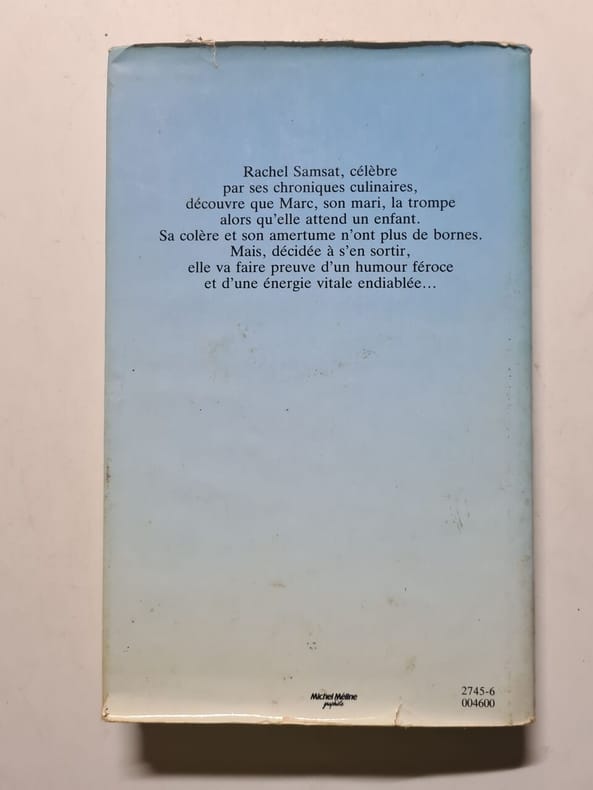 Rachel Samsat, célèbre
par ses chroniques culinaires,
découvre que Marc, son mari, la trompe
alors qu'elle attend un enfant.
Sa colère et son amertume n'ont plus de bornes.
Mais, décidée à s'en sortir,
elle va faire preuve d'un humour féroce
et d'une énergie vitale endiablée...
Michel Méline
2745-6
004600